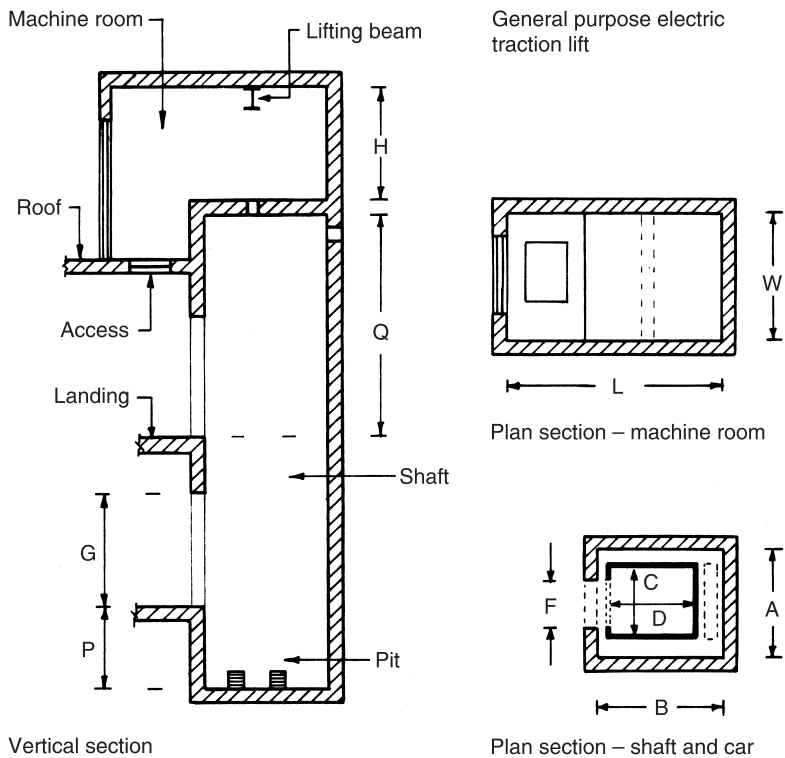 Machine room
Lifting beam
General purpose electric
traction lift
H
Roof
Access
Q
W
L
Landing
Plan section – machine room
Shaft
G
P
Pit
C
D
F
A
B
Vertical section
Plan section – shaft and car